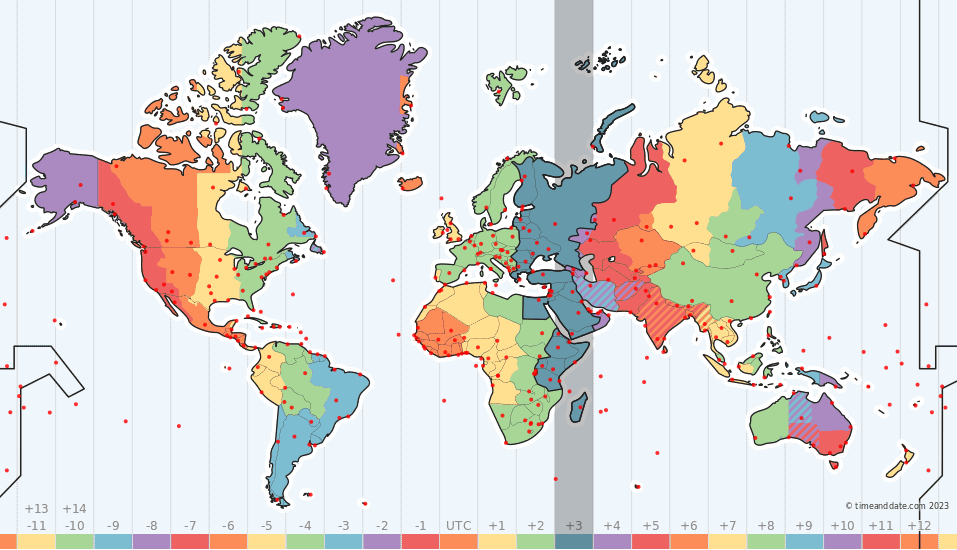 © timeanddate.com 2023
+13 +14
-11 -10 -9 -8 -7 -6 -5 -4 -3 -2 -1 UTC +1 +2 +3 +4 +5 +6 +7 +8 +9 +10 +11 +12